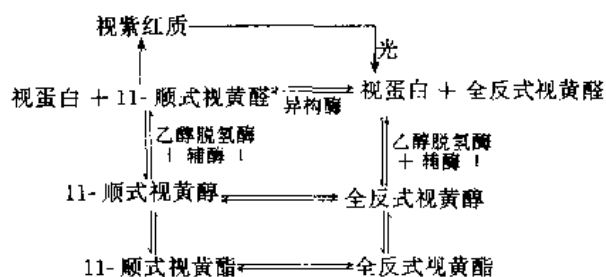 视紫红质
光
视蛋白 + 11-顺式视黄醛
异构酶
视蛋白 + 全反式视黄醛
乙醇脱氢酶
+ 辅酶 I
乙醇脱氢酶
+ 辅酶 I
11-顺式视黄醇
全反式视黄醇
11-顺式视黄酯
全反式视黄酯